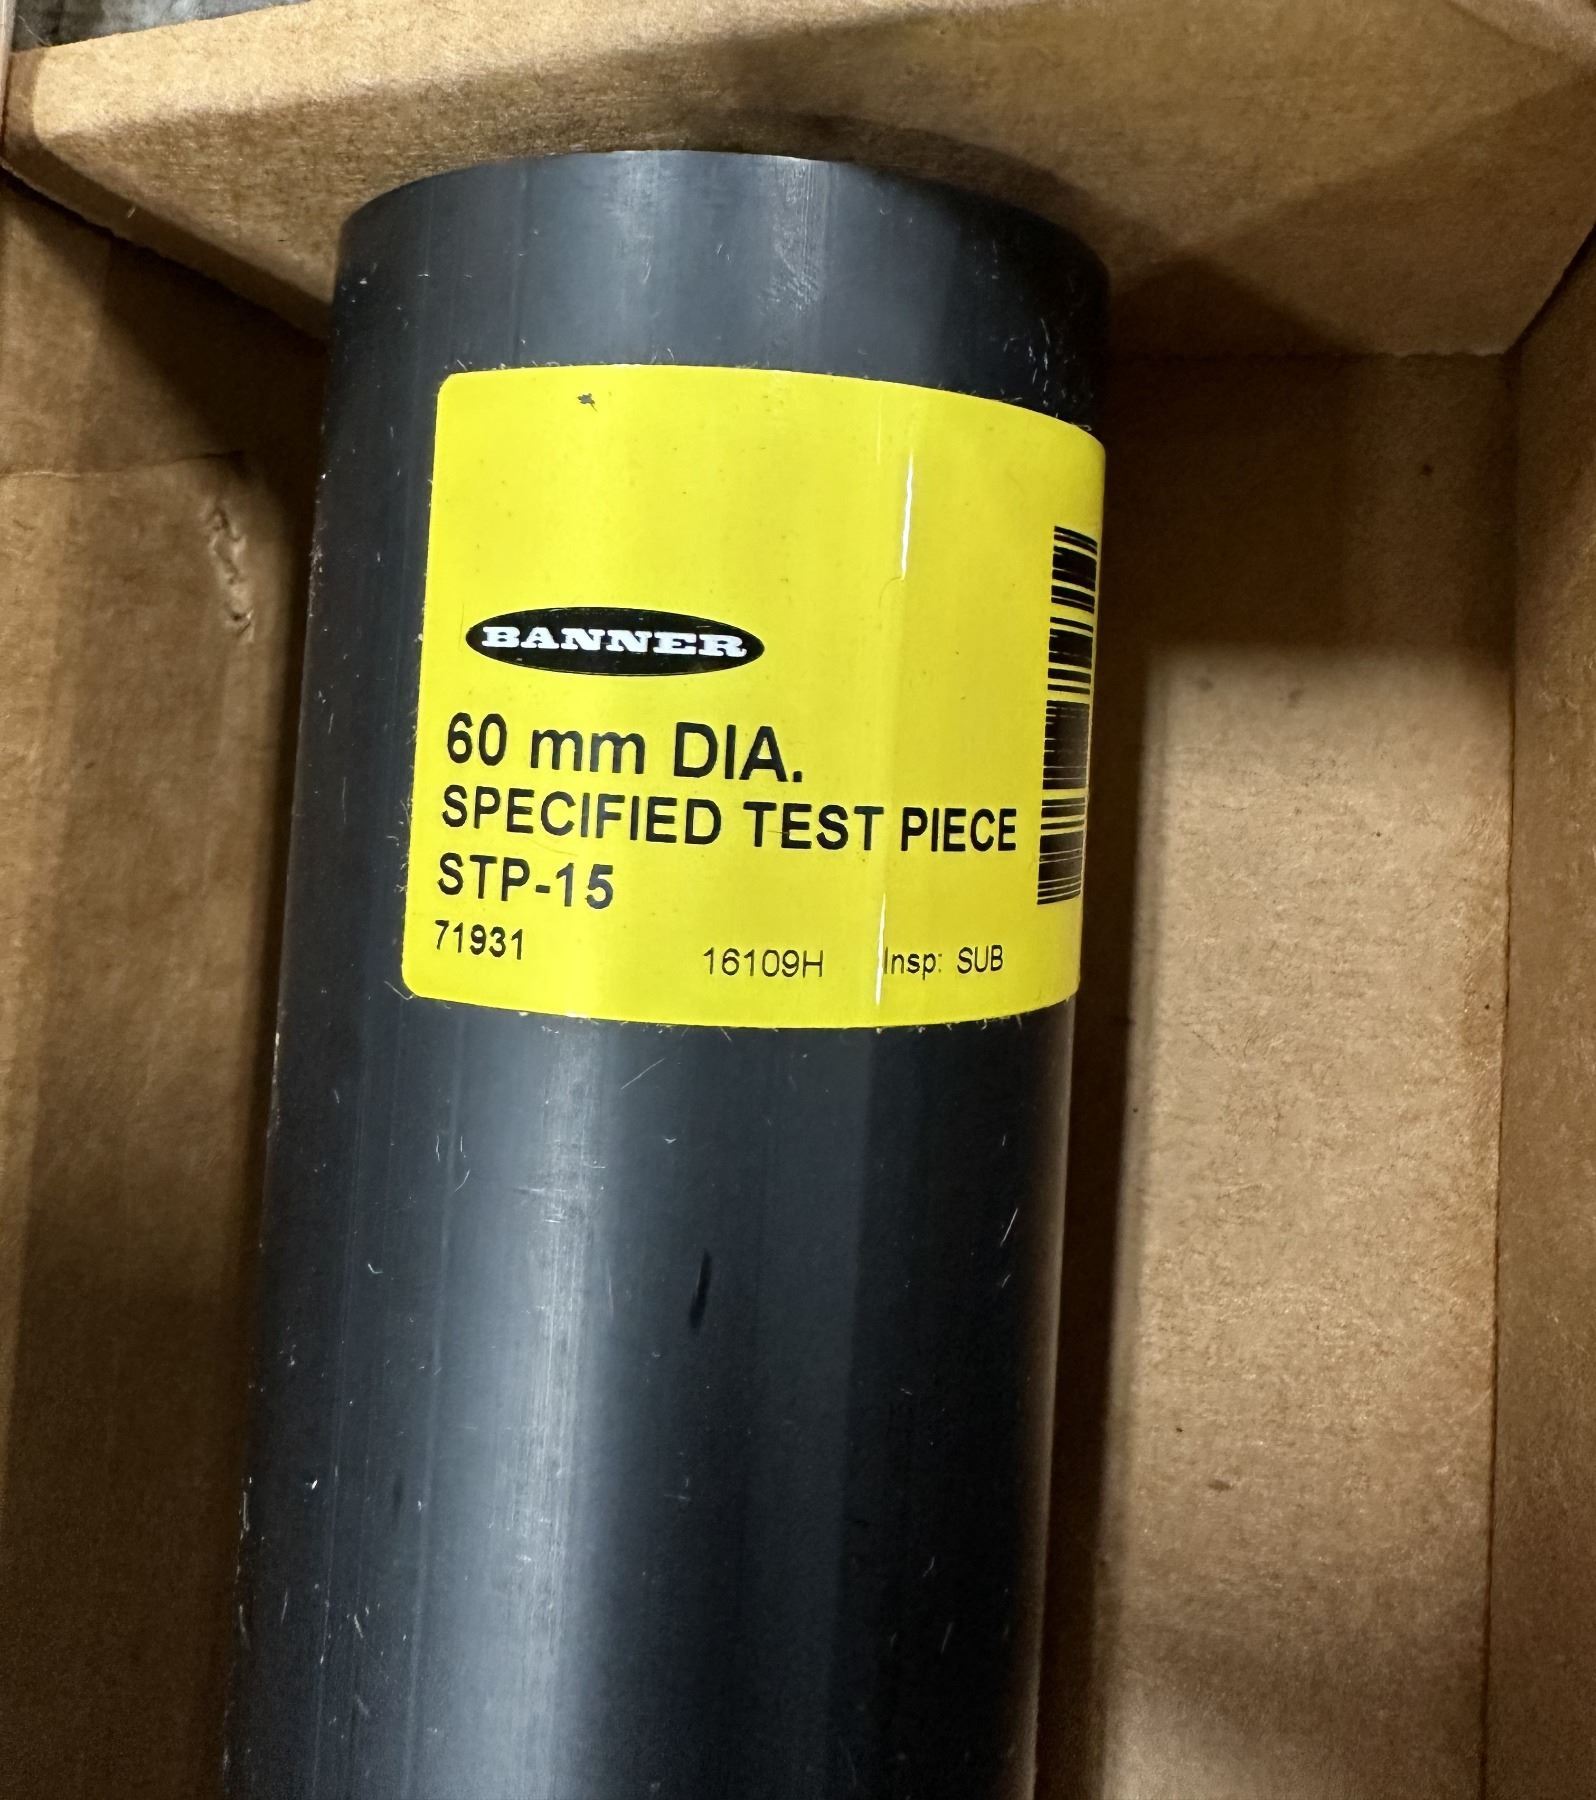 BANNER
60 mm DIA.
SPECIFIED TEST PIECE
STP-15
71931 16109H Insp: SUB